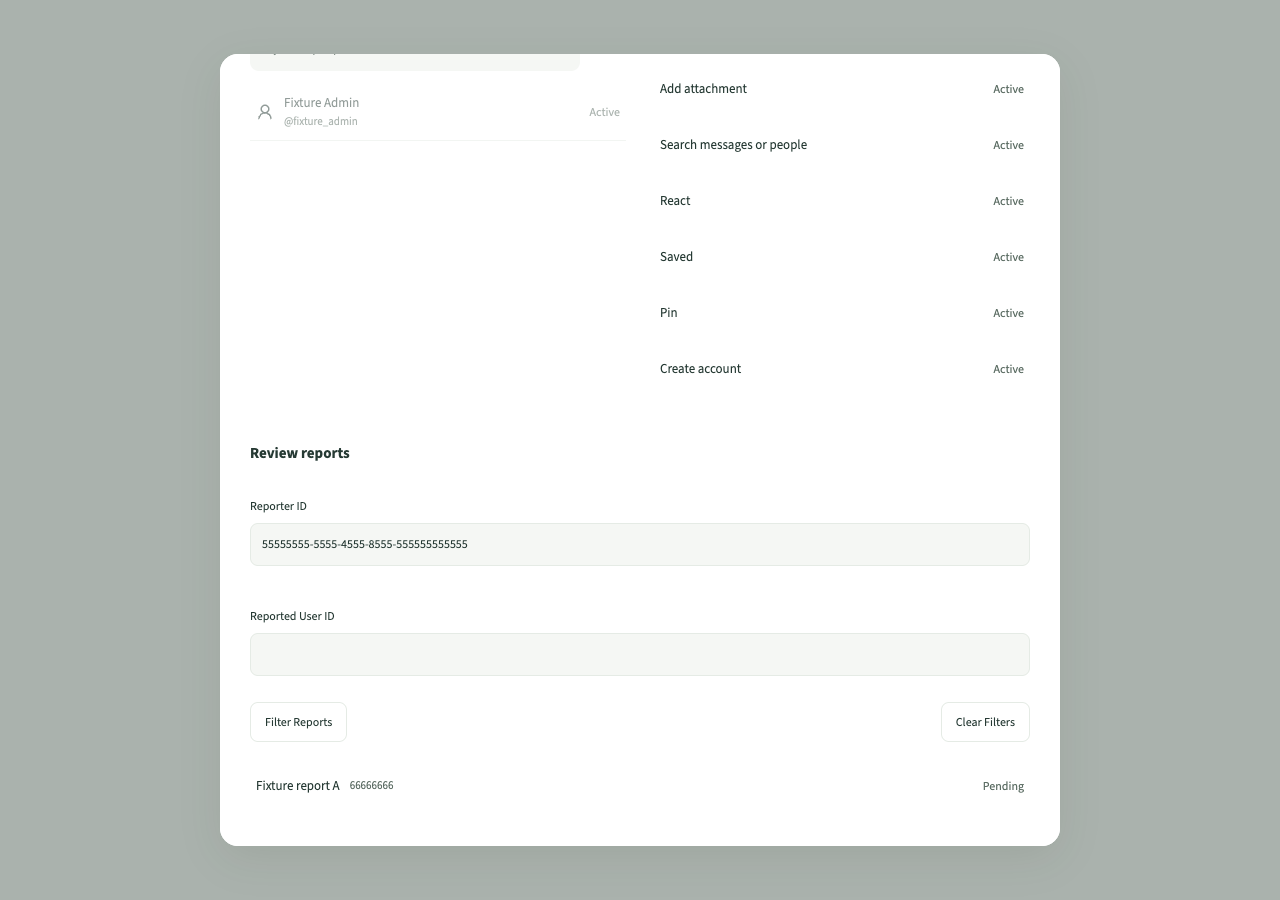 Fixture Admin
@fixture_admin
Active
Add attachment
Active
Search messages or people
Active
React
Active
Saved
Active
Pin
Active
Create account
Active
Review reports
Reporter ID
55555555-5555-4555-8555-555555555555
Reported User ID
Filter Reports
Clear Filters
Fixture report A 66666666
Pending